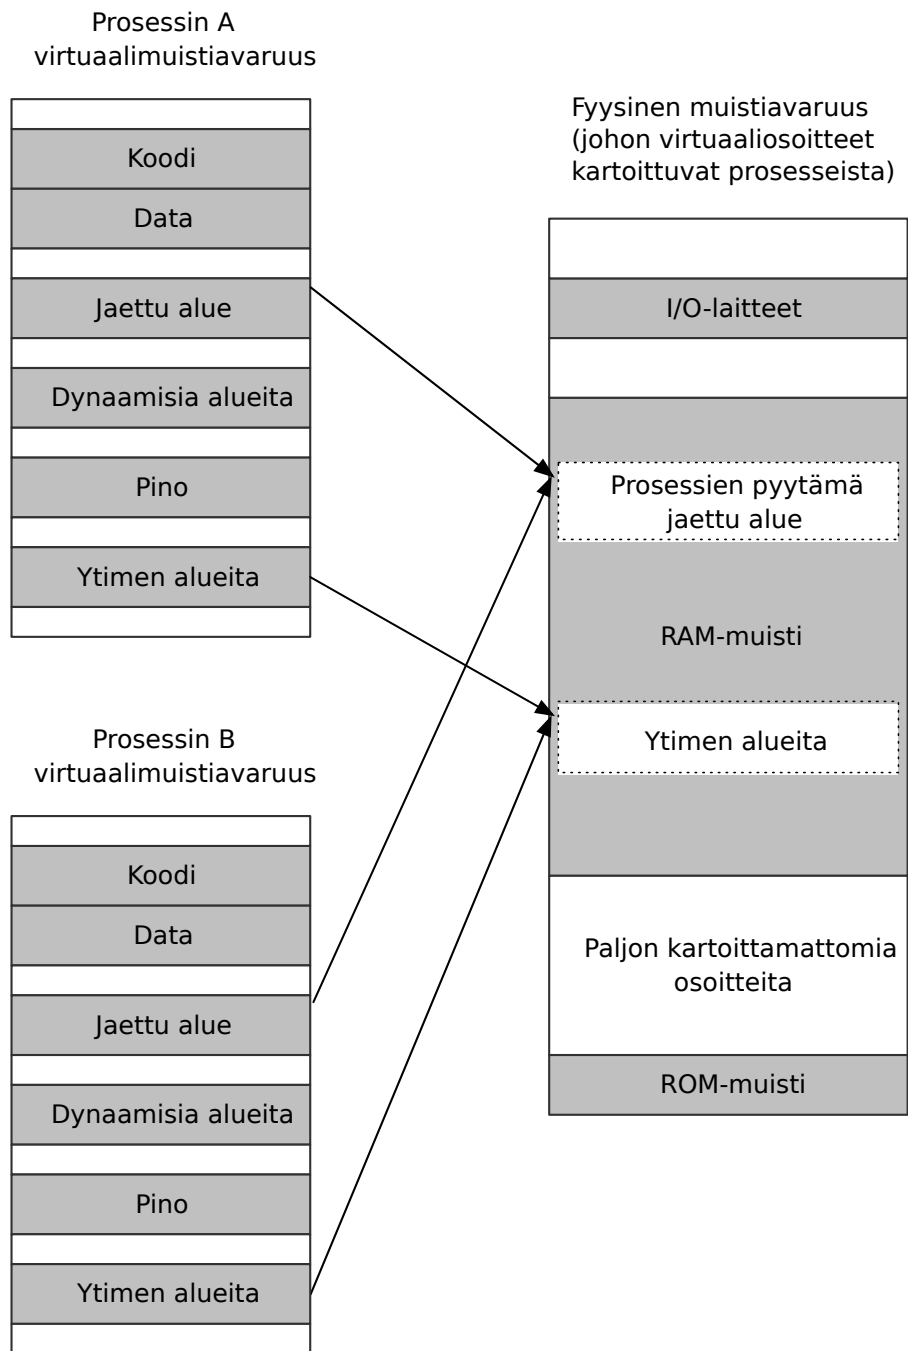 Prosessin A
virtuaalimuistiavaruus
Koodi
Data
Jaettu alue
Dynaamisia alueita
Pino
Ytimen alueita
Prosessin B
virtuaalimuistiavaruus
Koodi
Data
Jaettu alue
Dynaamisia alueita
Pino
Ytimen alueita
Fyysinen muistiavaruus
(johon virtuaaliosoitteet
kartoittuvat prosesseista)
I/O-laitteet
Prosessien pyytämä
jaettu alue
RAM-muisti
Ytimen alueita
Paljon kartoittamattomia
osoitteita
ROM-muisti